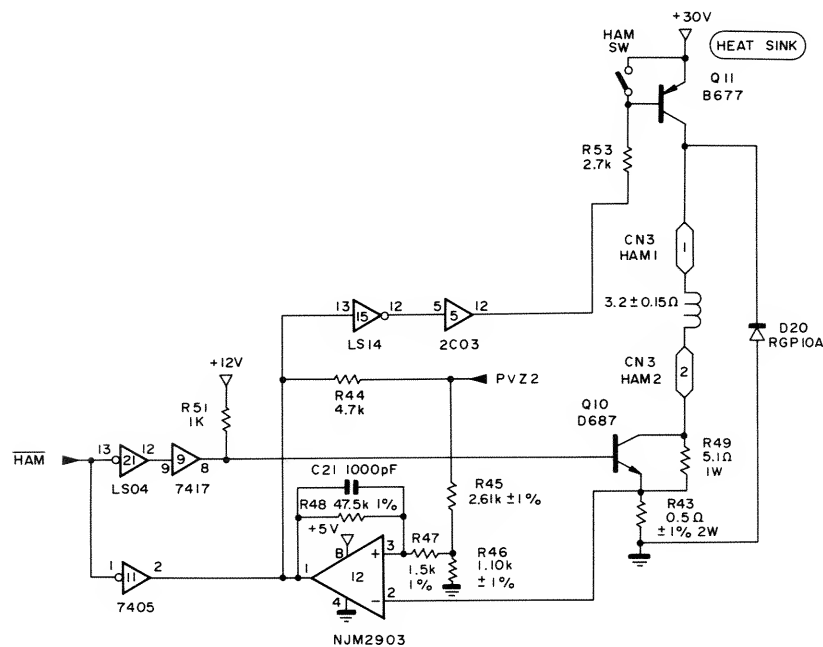 +30V
HEAT SINK
HAM
SW
Q11
B677
R53
2.7k
CN3
HAM1
1
3.2±0.15Ω
13
15
12
LS14
5
5
12
2C03
D20
RGP10A
+12V
R51
1K
R44
4.7k
PVZ2
CN3
HAM2
2
Q10
D687
HAM
13
21
12
LS04
9
9
8
7417
R49
5.1Ω
1W
C21 1000pF
R48 47.5k 1%
+5V
R45
2.61k ±1%
R43
0.5Ω
±1% 2W
8
+
3
R47
1.5k
1%
R46
1.10k
±1%
1
11
2
7405
1
12
4
−
2
NJM2903